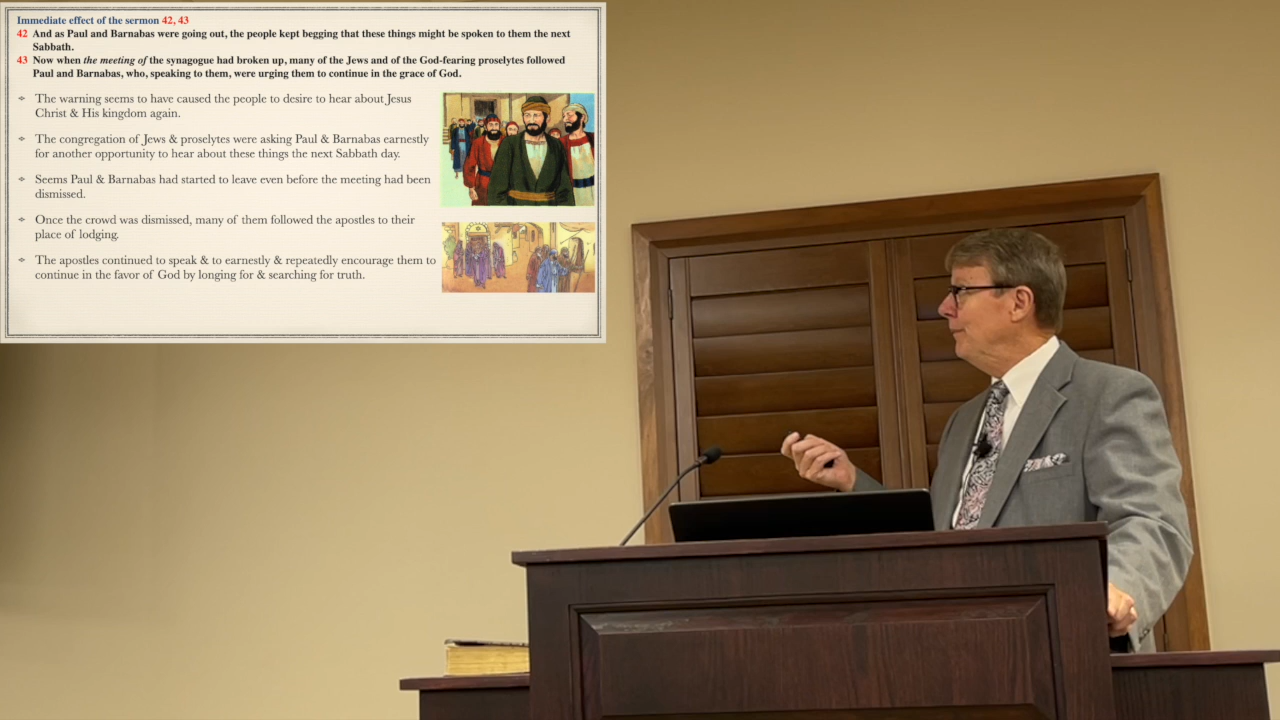 Immediate effect of the sermon 42, 43
42 And as Paul and Barnabas were going out, the people kept begging that these things might be spoken to them the next
Sabbath.
43 Now when the meeting of the synagogue had broken up, many of the Jews and of the God-fearing proselytes followed
Paul and Barnabas, who, speaking to them, were urging them to continue in the grace of God.
The warning seems to have caused the people to desire to hear about Jesus
Christ & His kingdom again.
The congregation of Jews & proselytes were asking Paul & Barnabas earnestly
for another opportunity to hear about these things the next Sabbath day.
Seems Paul & Barnabas had started to leave even before the meeting had been
dismissed.
Once the crowd was dismissed, many of them followed the apostles to their
place of lodging.
The apostles continued to speak & to earnestly & repeatedly encourage them to
continue in the favor of God by longing for & searching for truth.